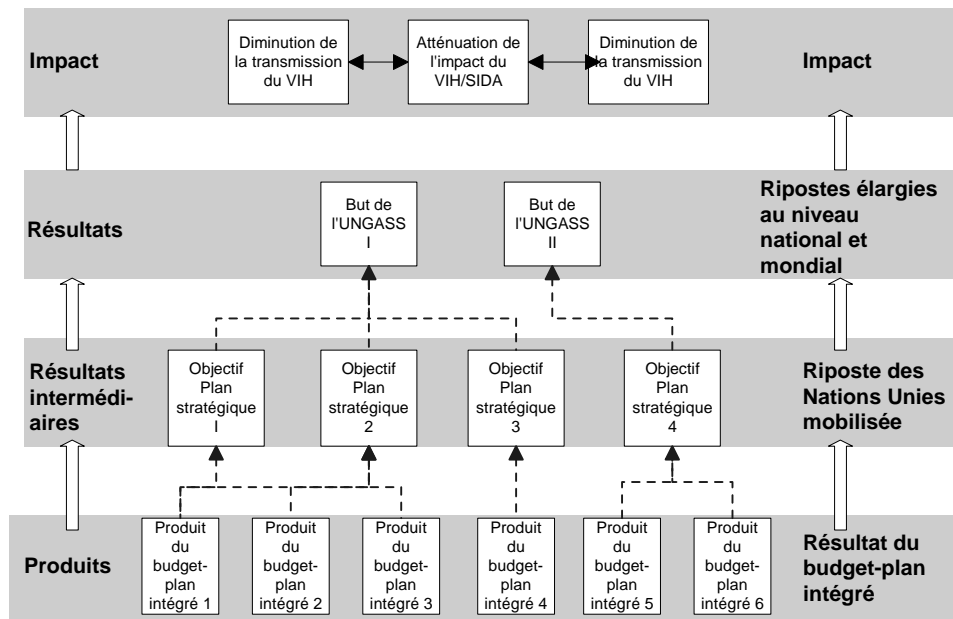 Impact
Diminution de
la transmission
du VIH
Atténuation de
l'impact du
VIH/SIDA
Diminution de
la transmission
du VIH
Impact
Résultats
But de
l'UNGASS
I
But de
l'UNGASS
II
Ripostes élargies
au niveau
national et
mondial
Résultats
intermédi-
aires
Objectif
Plan
stratégique
I
Objectif
Plan
stratégique
2
Objectif
Plan
stratégique
3
Objectif
Plan
stratégique
4
Riposte des
Nations Unies
mobilisée
Produits
Produit
du
budget-
plan
intégré 1
Produit
du
budget-
plan
intégré 2
Produit
du
budget-
plan
intégré 3
Produit
du
budget-
plan
intégré 4
Produit
du
budget-
plan
intégré 5
Produit
du
budget-
plan
intégré 6
Résultat du
budget-plan
intégré